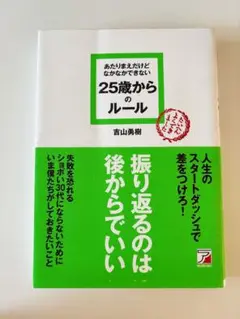 あたりまえだけど
なかなかできない
25歳から
の
ルール
吉山勇樹
人生の
スタートダッシュで
差をつけろ!
振り返るのは
後からでいい
失敗を恐れる
ショボい30代にならないために
いま僕たちがしておきたいこと